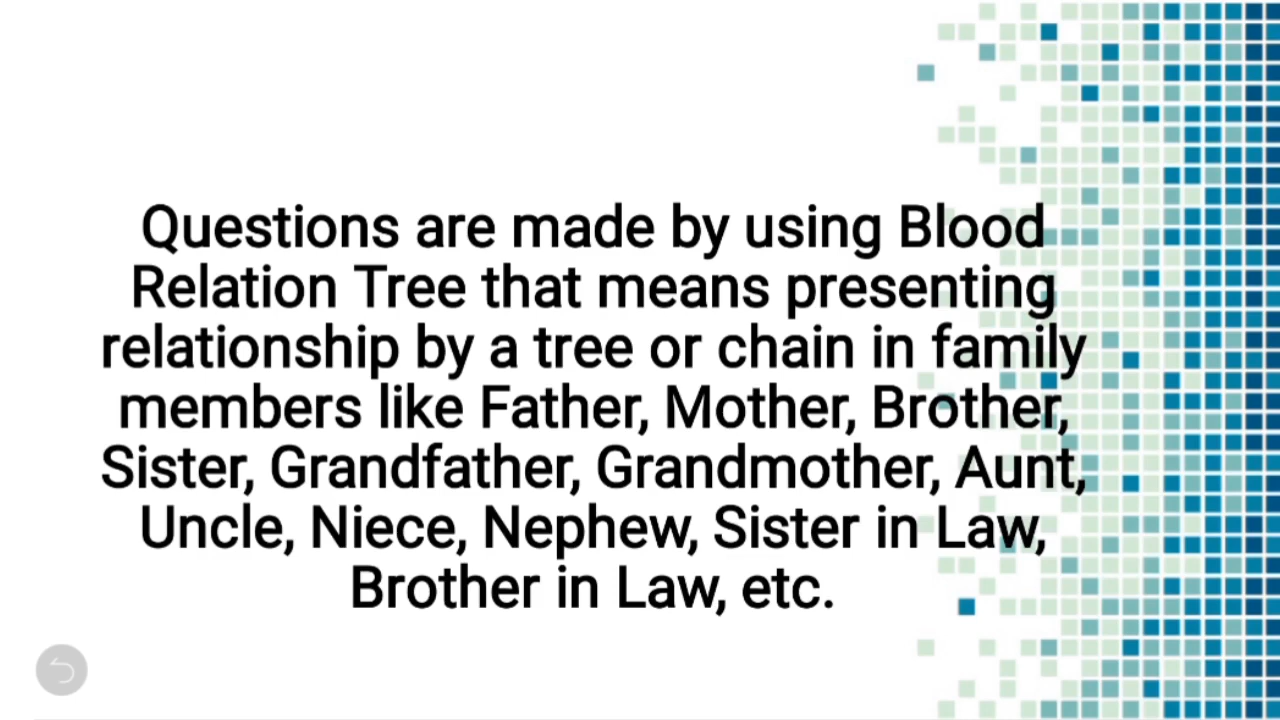 Questions are made by using Blood
Relation Tree that means presenting
relationship by a tree or chain in family
members like Father, Mother, Brother,
Sister, Grandfather, Grandmother, Aunt,
Uncle, Niece, Nephew, Sister in Law,
Brother in Law, etc.